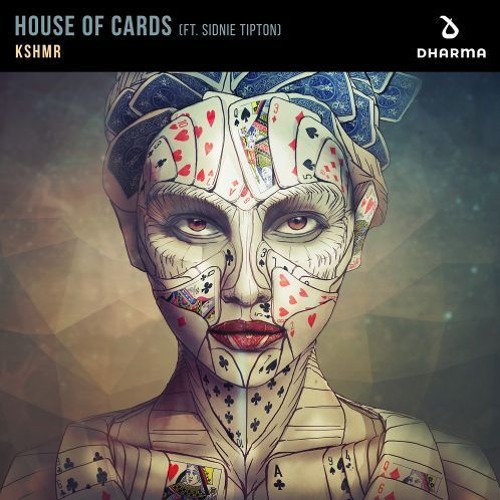 HOUSE OF CARDS (FT. SIDNIE TIPTON)
KSHMR
DHARMA
A